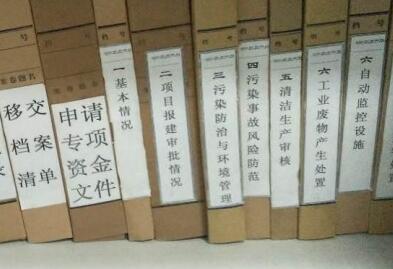 移交
档案
清单
申请
专项
资金
文件
一基本情况
二项目报建审批情况
三污染防治与环境管理
四污染事故风险防范
五清洁生产审核
六工业废物产生处置
六自动监控设施